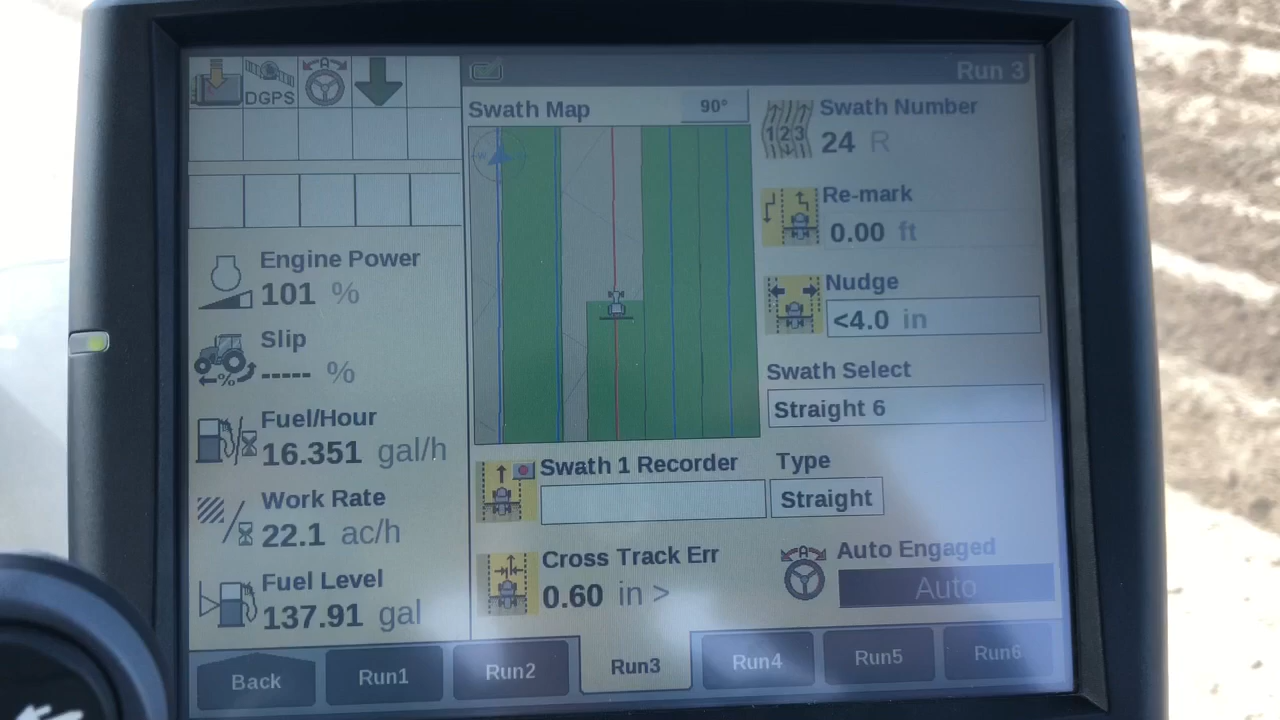 DGPS
A
Run 3
Swath Map
90°
W
Swath Number
1 2 3
24 R
Re-mark
0.00 ft
Nudge
<4.0 in
Swath Select
Straight 6
Engine Power
101 %
Slip
----- %
%
Fuel/Hour
16.351 gal/h
Work Rate
22.1 ac/h
Fuel Level
137.91 gal
Swath 1 Recorder
Type
Straight
Cross Track Err
0.60 in >
A
Auto Engaged
Auto
Back
Run1
Run2
Run3
Run4
Run5
Run6